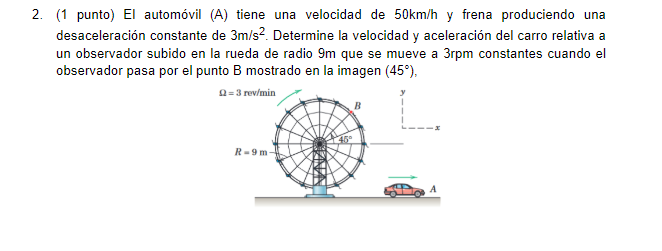 2. (1 punto) El automóvil (A) tiene una velocidad de 50km/h y frena produciendo una
desaceleración constante de 3m/s². Determine la velocidad y aceleración del carro relativa a
un observador subido en la rueda de radio 9m que se mueve a 3rpm constantes cuando el
observador pasa por el punto B mostrado en la imagen (45°),
Ω = 3 rev/min
B
y
x
45°
R = 9 m
A